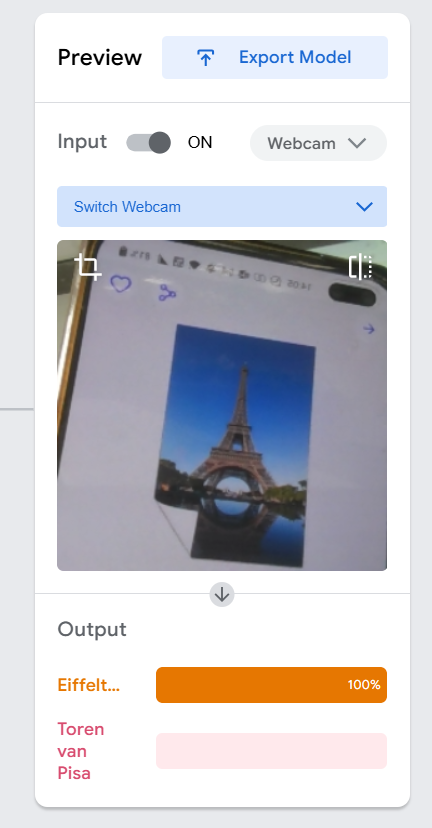 Preview
Export Model
Input
ON
Webcam
Switch Webcam
Output
Eiffelt...
100%
Toren
van
Pisa